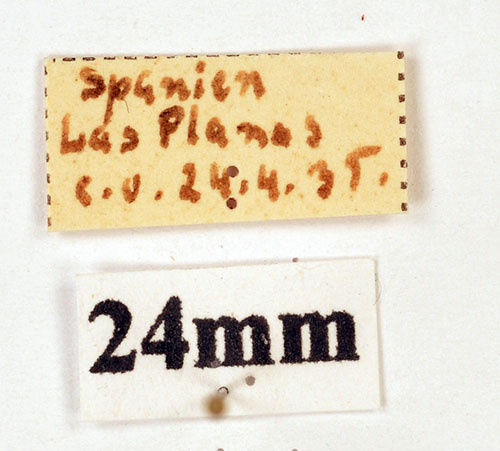 Spanien
Las Planas
e.v. 24.4.35.
24mm